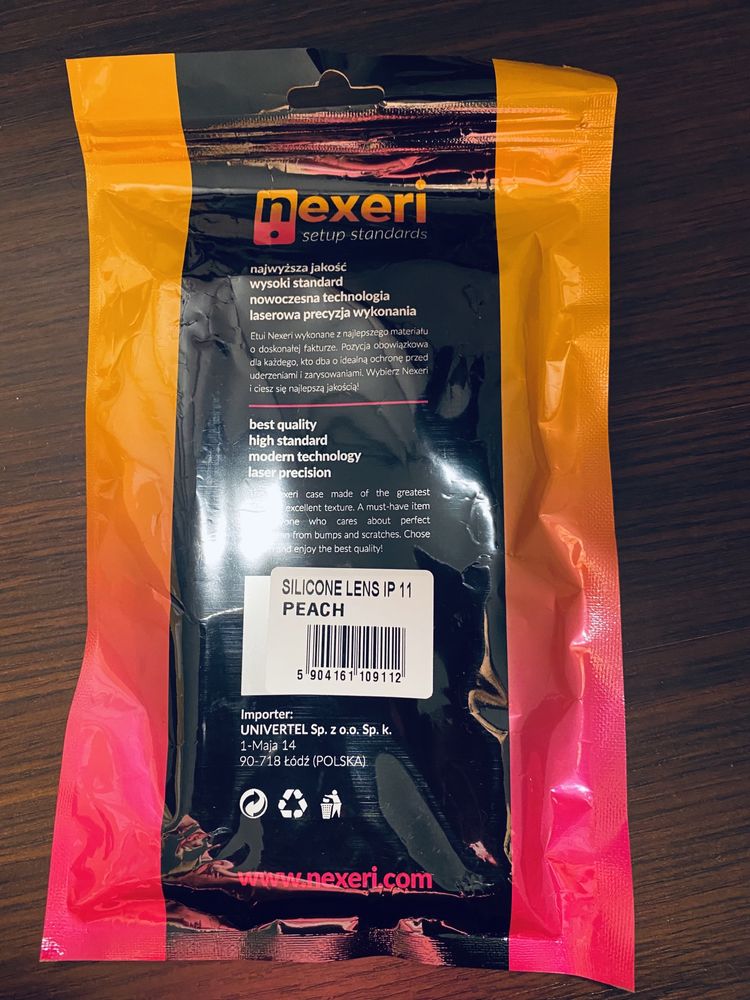 nexeri
setup standards
najwyższa jakość
wysoki standard
nowoczesna technologia
laserowa precyzja wykonania
Etui Nexeri wykonane z najlepszego materiału
o doskonałej fakturze. Pozycja obowiązkowa
dla każdego, kto dba o idealną ochronę przed
uderzeniami i zarysowaniami. Wybierz Nexeri
i ciesz się najlepszą jakością!
best quality
high standard
modern technology
laser precision
case made of the greatest
excellent texture. A must-have item
who cares about perfect
from bumps and scratches. Chose
and enjoy the best quality!
SILICONE LENS IP 11
PEACH
5 904161 109112
Importer:
UNIVERTEL Sp. z o.o. Sp. k.
1-Maja 14
90-718 Łódź (POLSKA)
www.nexeri.com